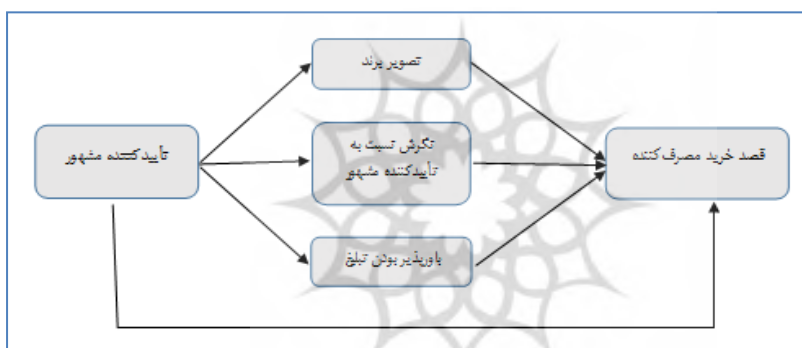 تصویر برند
تأییدکننده مشهور
نگرش نسبت به
تأییدکننده مشهور
قصد خرید مصرف‌کننده
باورپذیر بودن تبلیغ